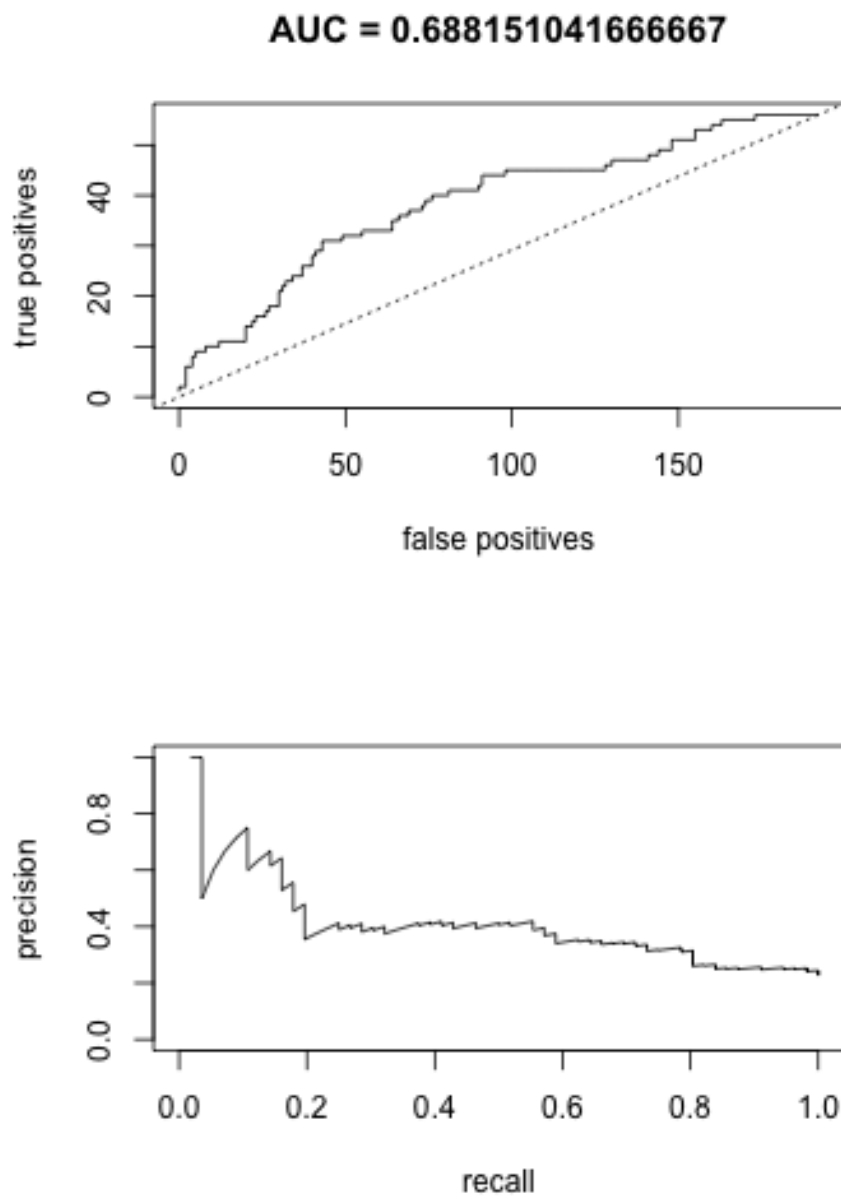 AUC = 0.688151041666667
true positives
0 20 40
0 50 100 150
false positives
precision
0.0 0.4 0.8
0.0 0.2 0.4 0.6 0.8 1.0
recall